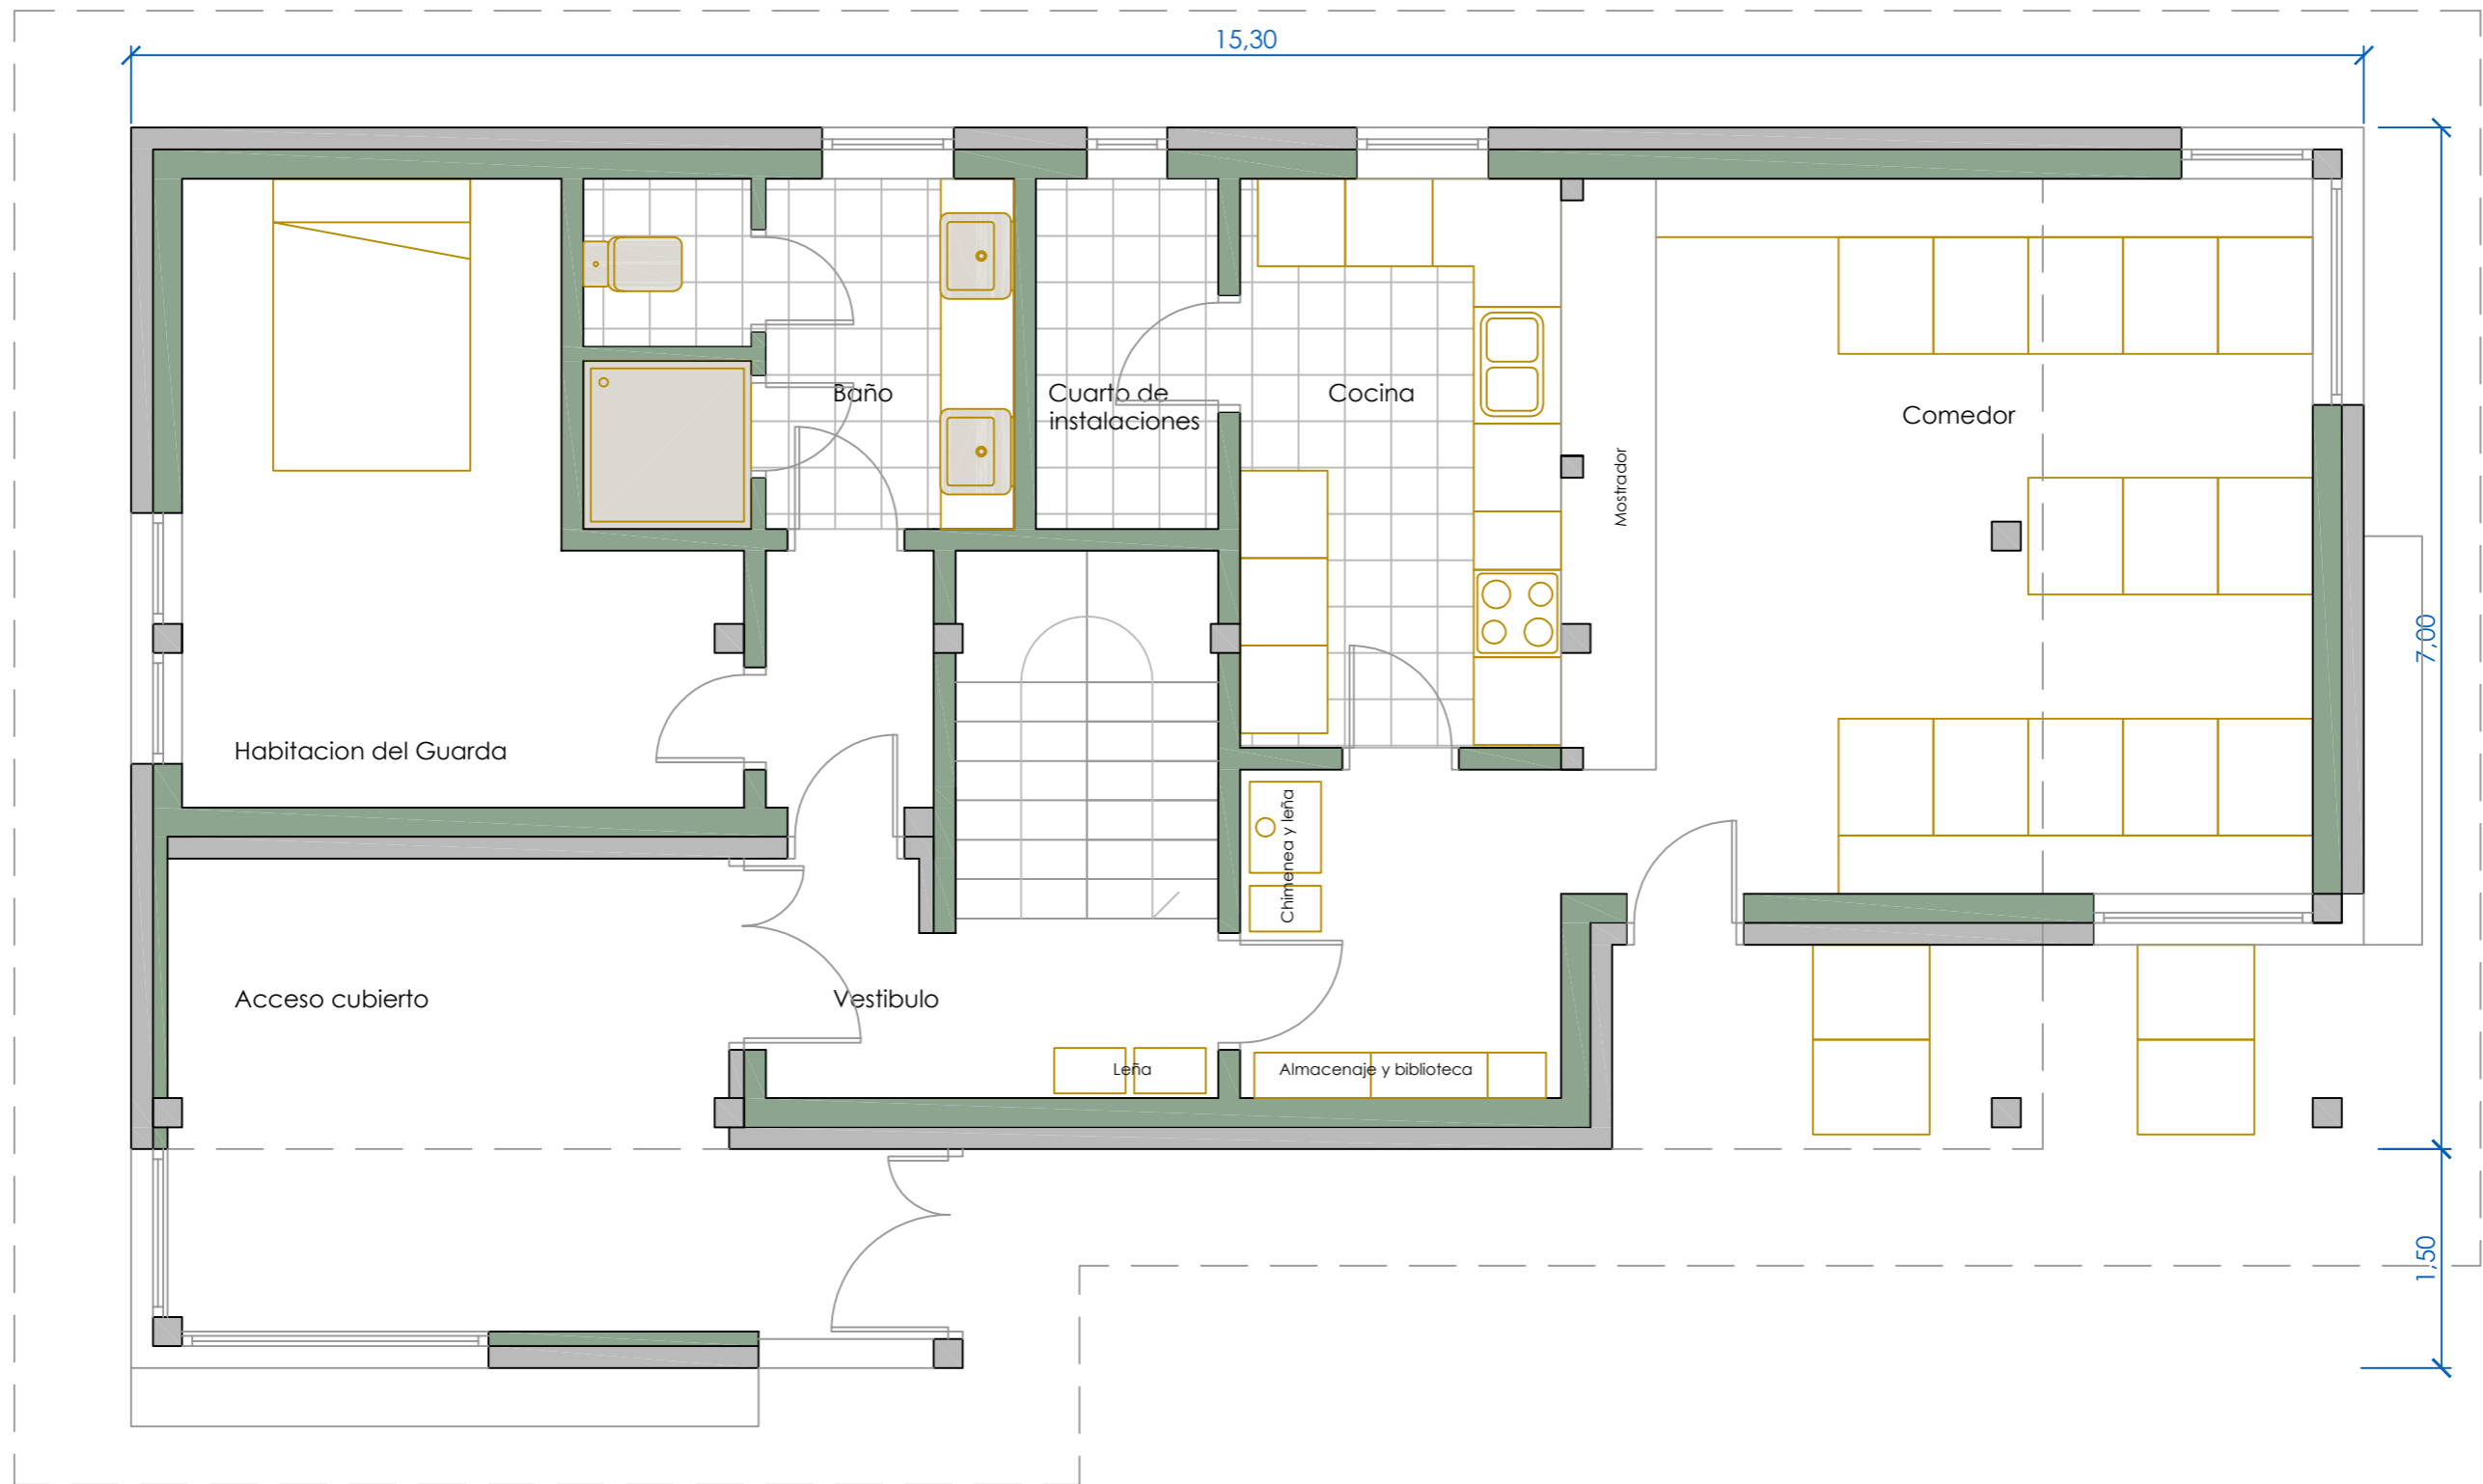 15,30
Baño
Cuarto de
instalaciones
Cocina
Comedor
Mostrador
7,00
Habitacion del Guarda
Chimenea y leña
Acceso cubierto
Vestibulo
Leña
Almacenaje y biblioteca
1,50